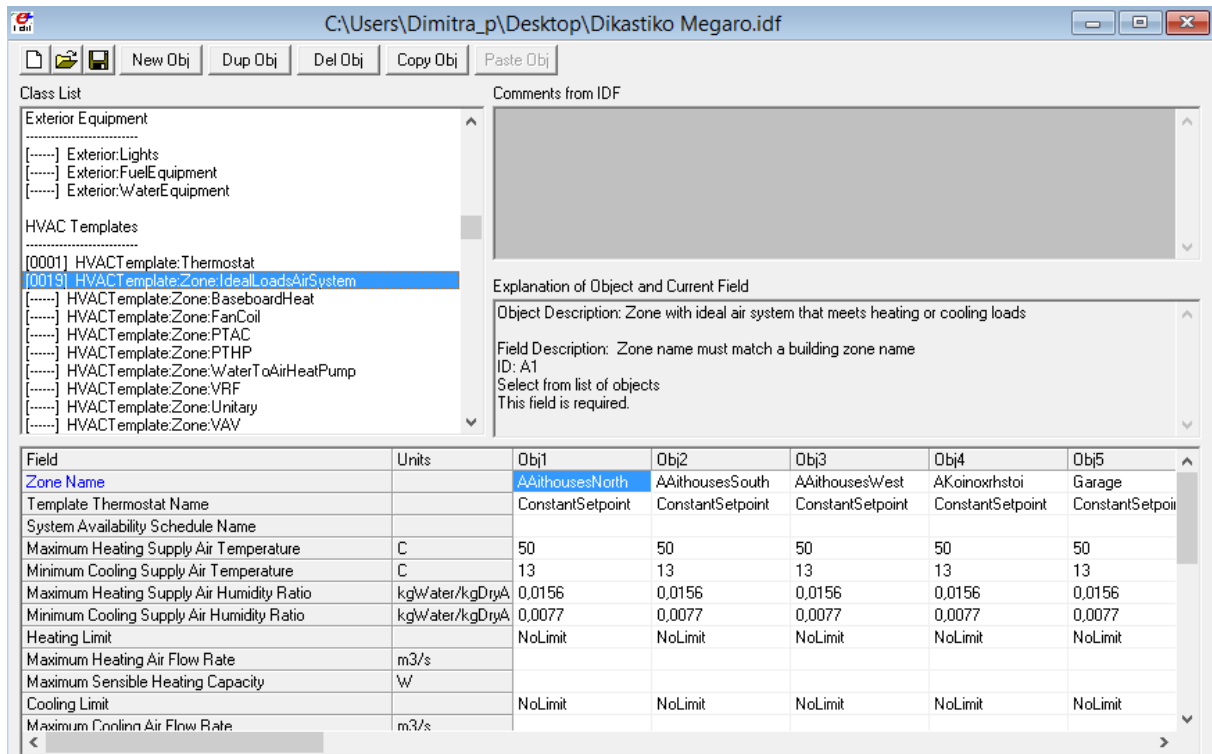 C:\Users\Dimitra_p\Desktop\Dikastiko Megaro.idf
New Obj Dup Obj Del Obj Copy Obj Paste Obj
Class List
Exterior Equipment
---------------------------
[------] Exterior:Lights
[------] Exterior:FuelEquipment
[------] Exterior:WaterEquipment
HVAC Templates
---------------------------
[0001] HVACTemplate:Thermostat
[0019] HVACTemplate:Zone:IdealLoadsAirSystem
[------] HVACTemplate:Zone:BaseboardHeat
[------] HVACTemplate:Zone:FanCoil
[------] HVACTemplate:Zone:PTAC
[------] HVACTemplate:Zone:PTHP
[------] HVACTemplate:Zone:WaterToAirHeatPump
[------] HVACTemplate:Zone:VRF
[------] HVACTemplate:Zone:Unitary
[------] HVACTemplate:Zone:VAV
Comments from IDF
Explanation of Object and Current Field
Object Description: Zone with ideal air system that meets heating or cooling loads
Field Description: Zone name must match a building zone name
ID: A1
Select from list of objects
This field is required.
Field Units Obj1 Obj2 Obj3 Obj4 Obj5
Zone Name AAithousesNorth AAithousesSouth AAithousesWest AKoinoxrhstoi Garage
Template Thermostat Name ConstantSetpoint ConstantSetpoint ConstantSetpoint ConstantSetpoint ConstantSetpoi
System Availability Schedule Name
Maximum Heating Supply Air Temperature C 50 50 50 50 50
Minimum Cooling Supply Air Temperature C 13 13 13 13 13
Maximum Heating Supply Air Humidity Ratio kgWater/kgDryA 0,0156 0,0156 0,0156 0,0156 0,0156
Minimum Cooling Supply Air Humidity Ratio kgWater/kgDryA 0,0077 0,0077 0,0077 0,0077 0,0077
Heating Limit NoLimit NoLimit NoLimit NoLimit NoLimit
Maximum Heating Air Flow Rate m3/s
Maximum Sensible Heating Capacity W
Cooling Limit NoLimit NoLimit NoLimit NoLimit NoLimit
Maximum Cooling Air Flow Rate m3/s